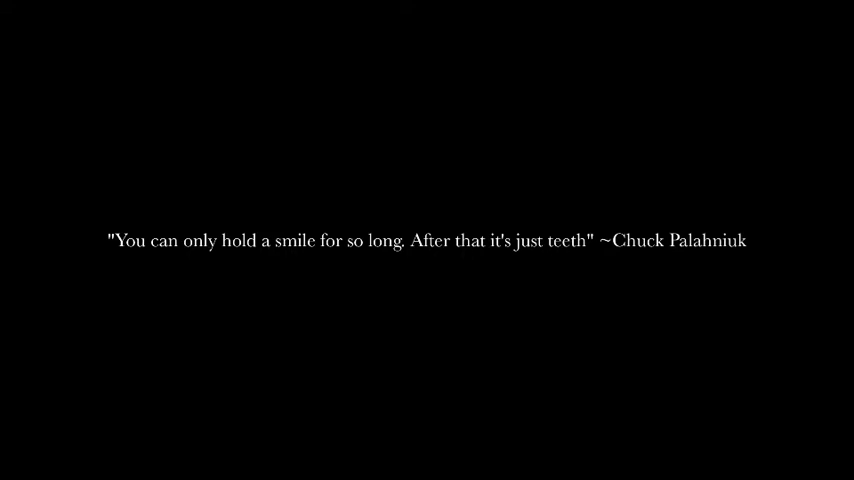 "You can only hold a smile for so long. After that it's just teeth" ~Chuck Palahniuk